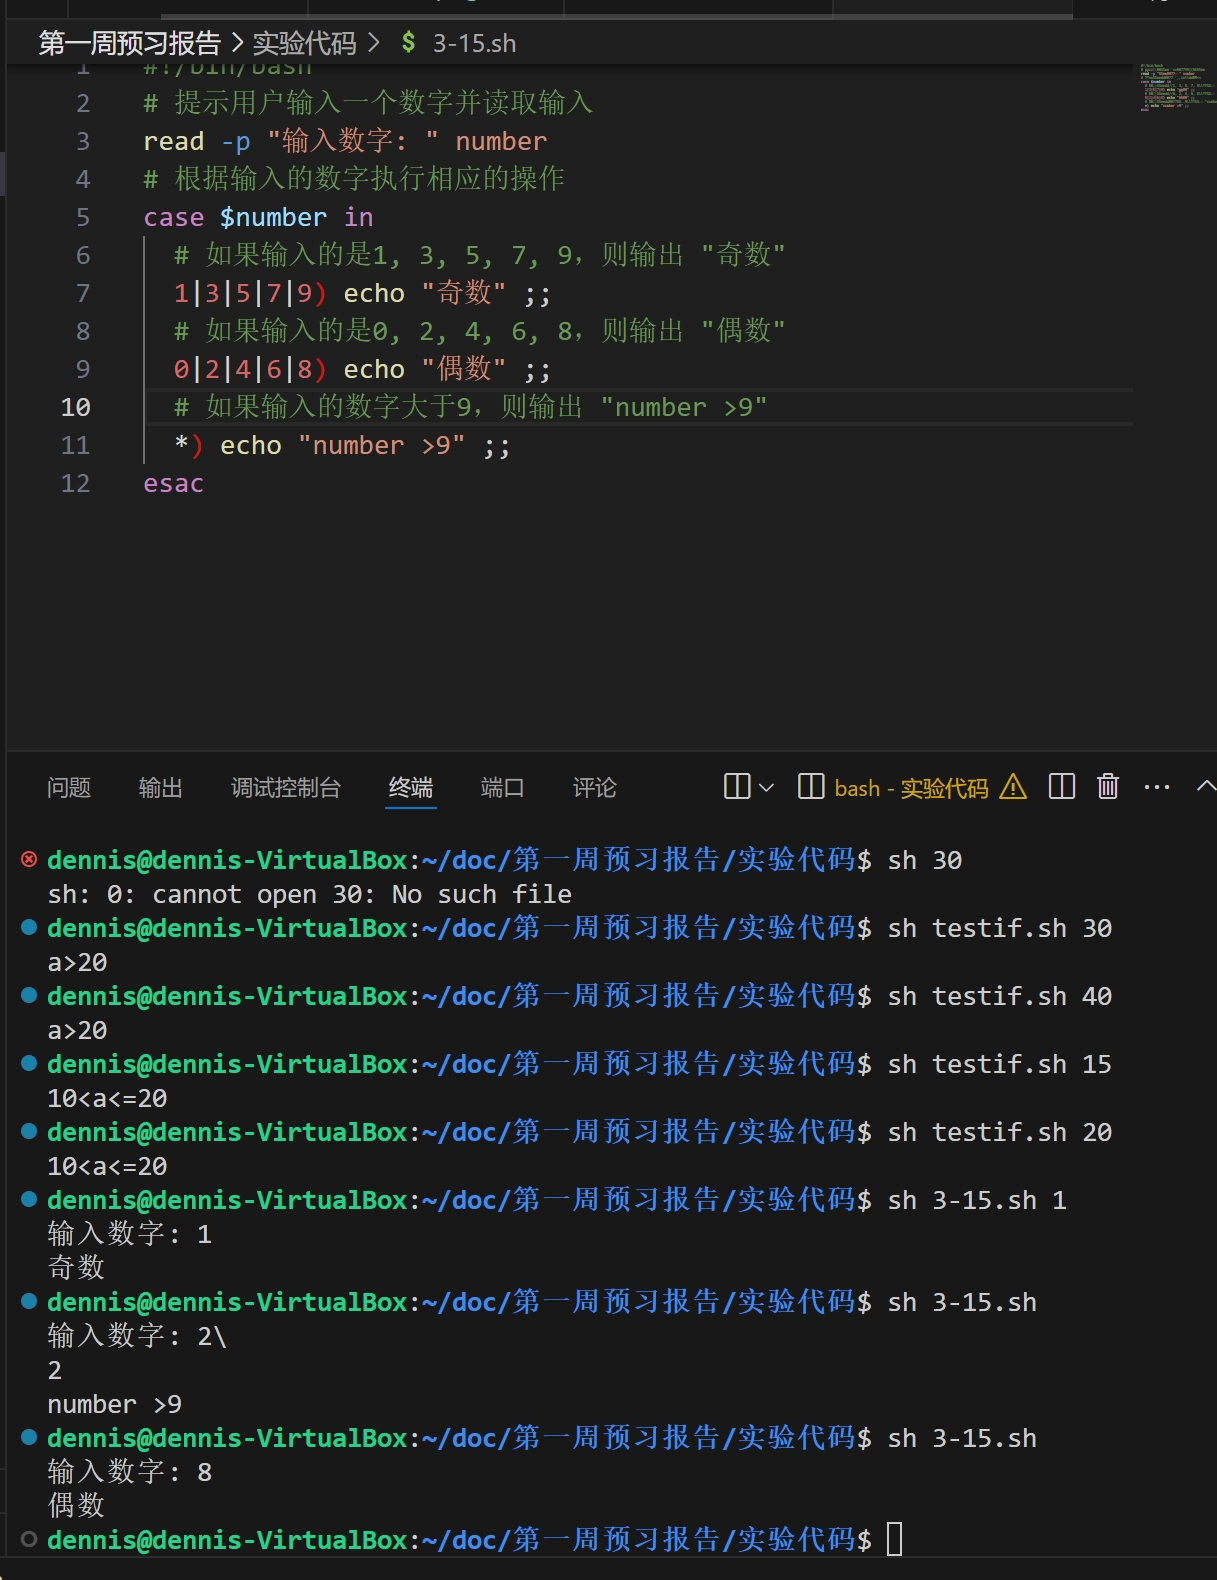 第一周预习报告 > 实验代码 > $ 3-15.sh
1 #!/bin/bash
2 # 提示用户输入一个数字并读取输入
3 read -p "输入数字: " number
4 # 根据输入的数字执行相应的操作
5 case $number in
6 # 如果输入的是1, 3, 5, 7, 9，则输出 "奇数"
7 1|3|5|7|9) echo "奇数" ;;
8 # 如果输入的是0, 2, 4, 6, 8，则输出 "偶数"
9 0|2|4|6|8) echo "偶数" ;;
10 # 如果输入的数字大于9，则输出 "number >9"
11 *) echo "number >9" ;;
12 esac
问题 输出 调试控制台 终端 端口 评论 bash - 实验代码
dennis@dennis-VirtualBox:~/doc/第一周预习报告/实验代码$ sh 30
sh: 0: cannot open 30: No such file
dennis@dennis-VirtualBox:~/doc/第一周预习报告/实验代码$ sh testif.sh 30
a>20
dennis@dennis-VirtualBox:~/doc/第一周预习报告/实验代码$ sh testif.sh 40
a>20
dennis@dennis-VirtualBox:~/doc/第一周预习报告/实验代码$ sh testif.sh 15
10<a<=20
dennis@dennis-VirtualBox:~/doc/第一周预习报告/实验代码$ sh testif.sh 20
10<a<=20
dennis@dennis-VirtualBox:~/doc/第一周预习报告/实验代码$ sh 3-15.sh 1
输入数字: 1
奇数
dennis@dennis-VirtualBox:~/doc/第一周预习报告/实验代码$ sh 3-15.sh
输入数字: 2\
2
number >9
dennis@dennis-VirtualBox:~/doc/第一周预习报告/实验代码$ sh 3-15.sh
输入数字: 8
偶数
dennis@dennis-VirtualBox:~/doc/第一周预习报告/实验代码$